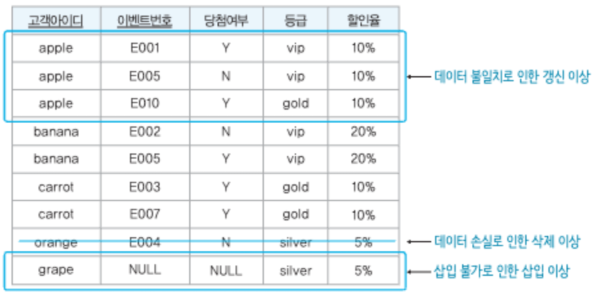 고객아이디 이벤트번호 당첨여부 등급 할인율
apple E001 Y vip 10%
apple E005 N vip 10%
apple E010 Y gold 10%
데이터 불일치로 인한 갱신 이상
banana E002 N vip 20%
banana E005 Y vip 20%
carrot E003 Y gold 10%
carrot E007 Y gold 10%
orange E004 N silver 5%
데이터 손실로 인한 삭제 이상
grape NULL NULL silver 5%
삽입 불가로 인한 삽입 이상